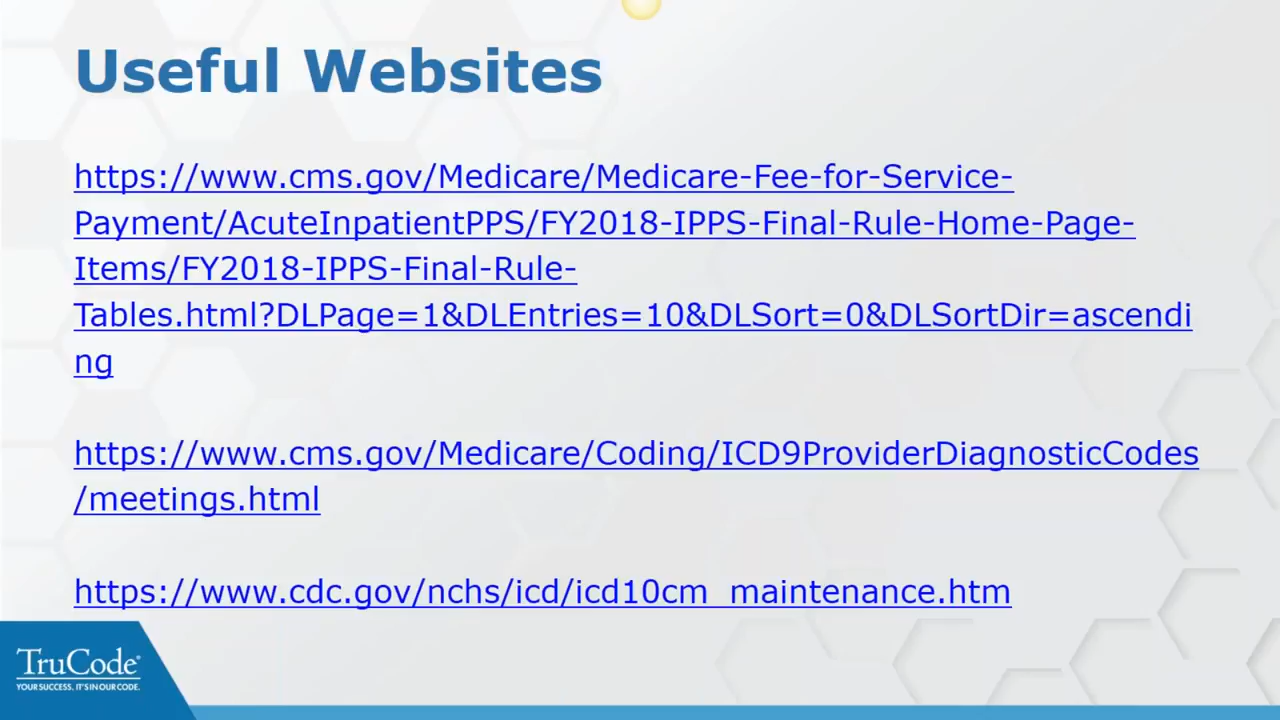 Useful Websites
https://www.cms.gov/Medicare/Medicare-Fee-for-Service-
Payment/AcuteInpatientPPS/FY2018-IPPS-Final-Rule-Home-Page-
Items/FY2018-IPPS-Final-Rule-
Tables.html?DLPage=1&DLEntries=10&DLSort=0&DLSortDir=ascendi
ng
https://www.cms.gov/Medicare/Coding/ICD9ProviderDiagnosticCodes
/meetings.html
https://www.cdc.gov/nchs/icd/icd10cm_maintenance.htm
TruCode®
YOUR SUCCESS. IT'S IN OUR CODE.